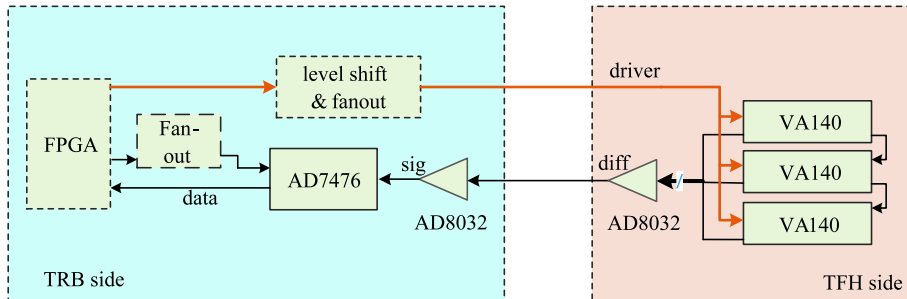 level shift
& fanout
driver
FPGA
Fan-
out
VA140
sig
diff
AD7476
VA140
data
AD8032
AD8032
VA140
TRB side
TFH side